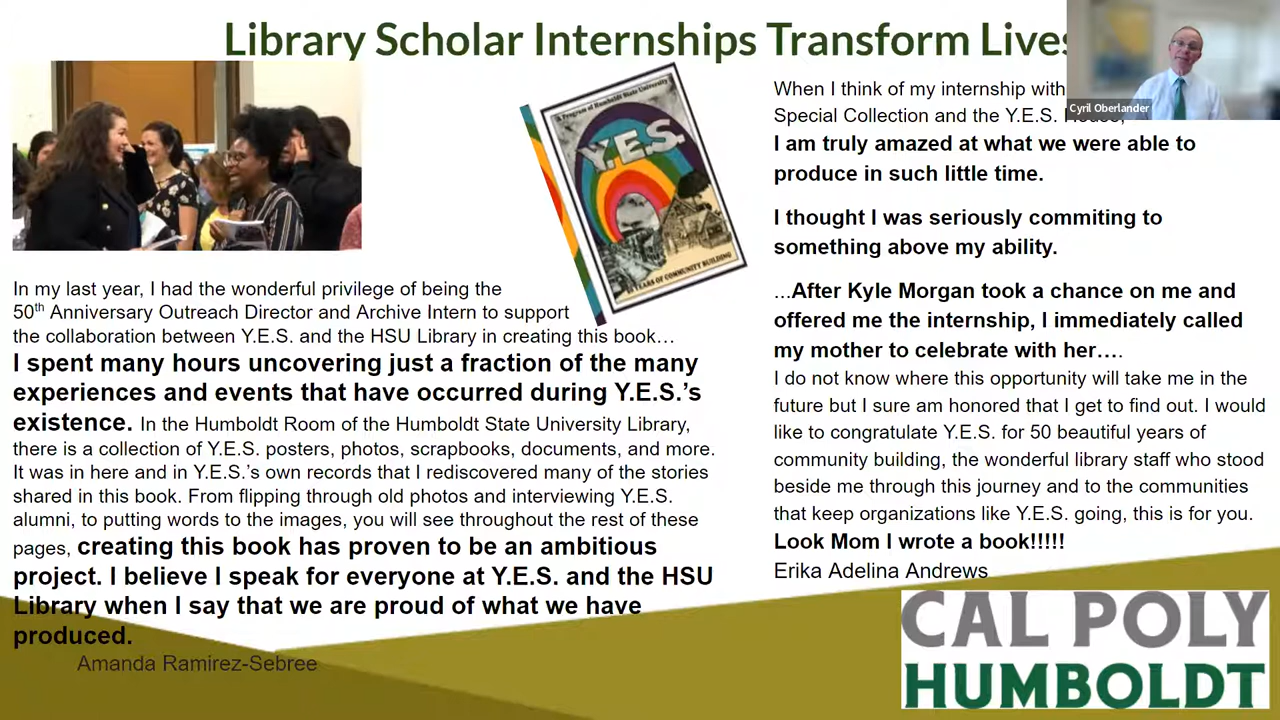 Library Scholar Internships Transform Lives
Cyril Oberlander
A Program of Humboldt State University
Y.E.S.
YEARS OF COMMUNITY BUILDING
In my last year, I had the wonderful privilege of being the
50th Anniversary Outreach Director and Archive Intern to support
the collaboration between Y.E.S. and the HSU Library in creating this book…
I spent many hours uncovering just a fraction of the many
experiences and events that have occurred during Y.E.S.’s
existence. In the Humboldt Room of the Humboldt State University Library,
there is a collection of Y.E.S. posters, photos, scrapbooks, documents, and more.
It was in here and in Y.E.S.’s own records that I rediscovered many of the stories
shared in this book. From flipping through old photos and interviewing Y.E.S.
alumni, to putting words to the images, you will see throughout the rest of these
pages, creating this book has proven to be an ambitious
project. I believe I speak for everyone at Y.E.S. and the HSU
Library when I say that we are proud of what we have
produced.
Amanda Ramirez-Sebree
When I think of my internship with
Special Collection and the Y.E.S.
I am truly amazed at what we were able to
produce in such little time.
I thought I was seriously commiting to
something above my ability.
...After Kyle Morgan took a chance on me and
offered me the internship, I immediately called
my mother to celebrate with her….
I do not know where this opportunity will take me in the
future but I sure am honored that I get to find out. I would
like to congratulate Y.E.S. for 50 beautiful years of
community building, the wonderful library staff who stood
beside me through this journey and to the communities
that keep organizations like Y.E.S. going, this is for you.
Look Mom I wrote a book!!!!!
Erika Adelina Andrews
CAL POLY
HUMBOLDT